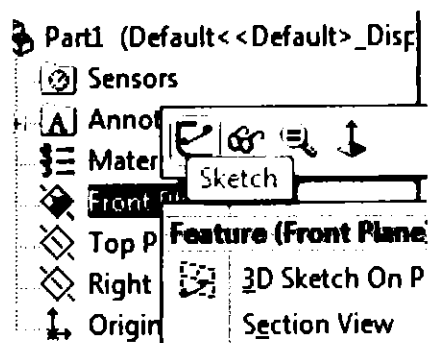 Part1 (Default<<Default>_Disp
Sensors
A Annot
Mater
Sketch
Front P
Top P
Feature (Front Plane
Right
3D Sketch On P
Origin
Section View